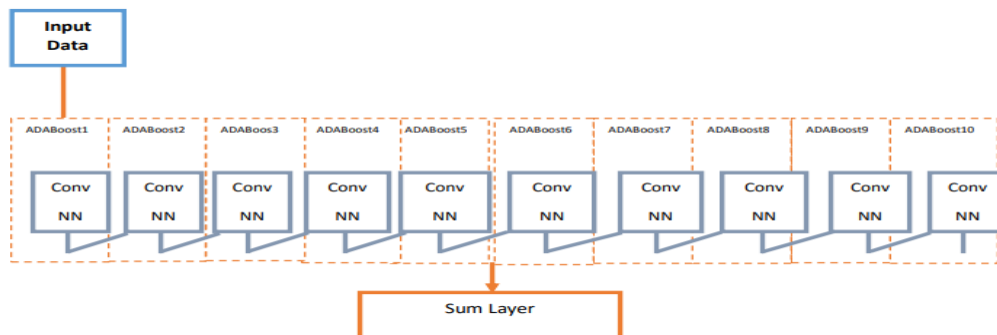 Input
Data
ADABoost1 ADABoost2 ADABoos3 ADABoost4 ADABoost5 ADABoost6 ADABoost7 ADABoost8 ADABoost9 ADABoost10
Conv Conv Conv Conv Conv Conv Conv Conv Conv Conv
NN NN NN NN NN NN NN NN NN NN
Sum Layer